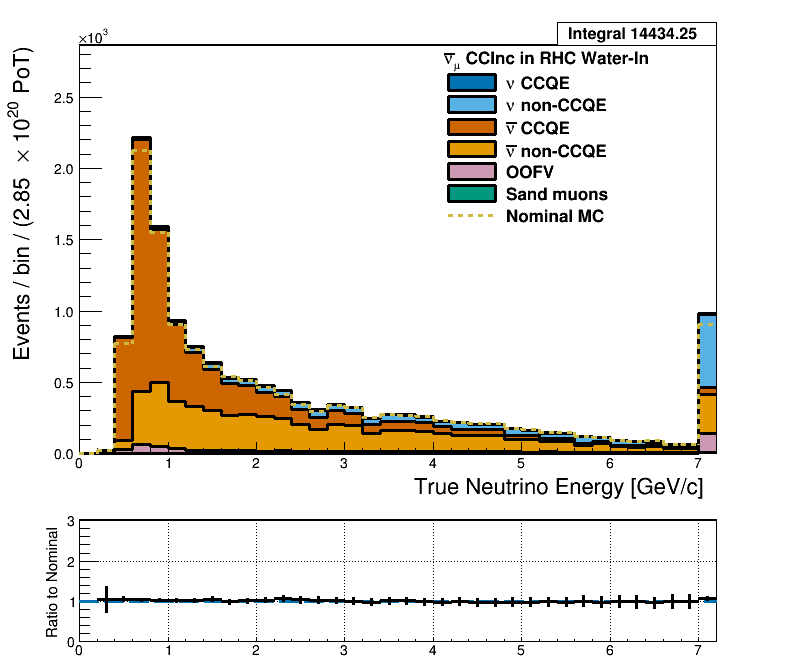 Integral 14434.25
×10³
ν̅μ CCInc in RHC Water-In
ν CCQE
ν non-CCQE
ν̅ CCQE
ν̅ non-CCQE
OOFV
Sand muons
Nominal MC
Events / bin / (2.85 × 10²⁰ PoT)
2.5
2.0
1.5
1.0
0.5
0.0
0 1 2 3 4 5 6 7
True Neutrino Energy [GeV/c]
Ratio to Nominal
3
2
1
0
0 1 2 3 4 5 6 7